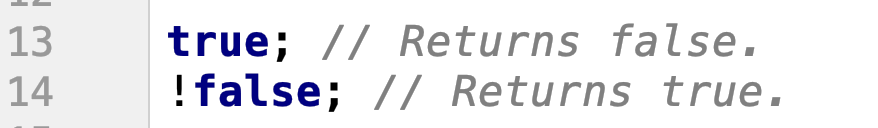 13 true; // Returns false.
14 !false; // Returns true.